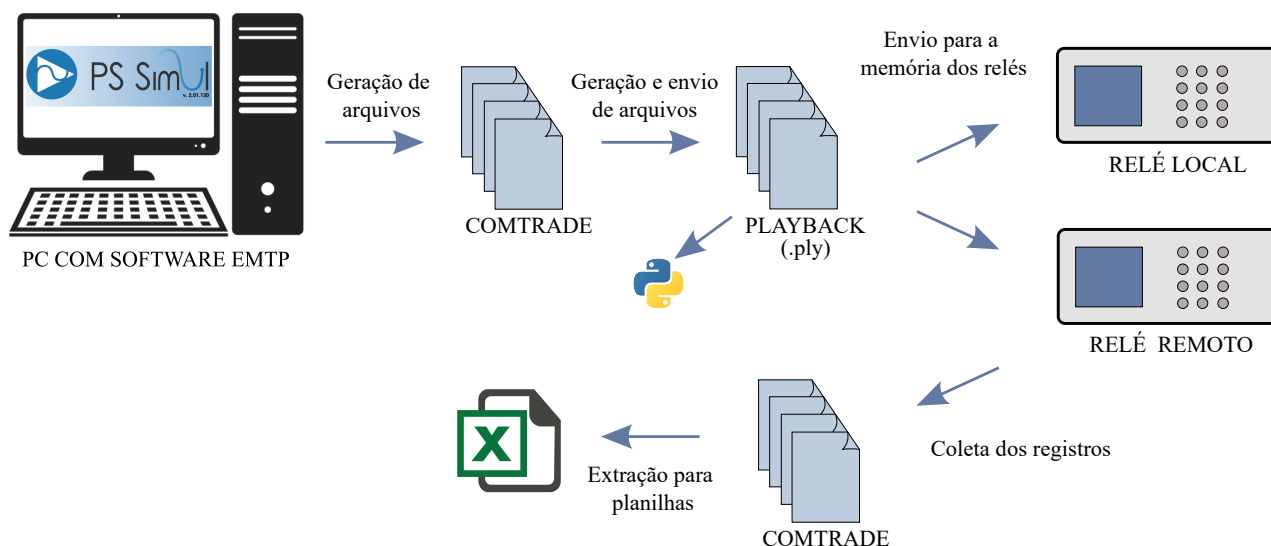 PS Simul
v. 2.01.150
PC COM SOFTWARE EMTP
Geração de
arquivos
COMTRADE
Geração e envio
de arquivos
PLAYBACK
(.ply)
Envio para a
memória dos relés
RELÉ LOCAL
RELÉ REMOTO
Coleta dos registros
COMTRADE
Extração para
planilhas
X